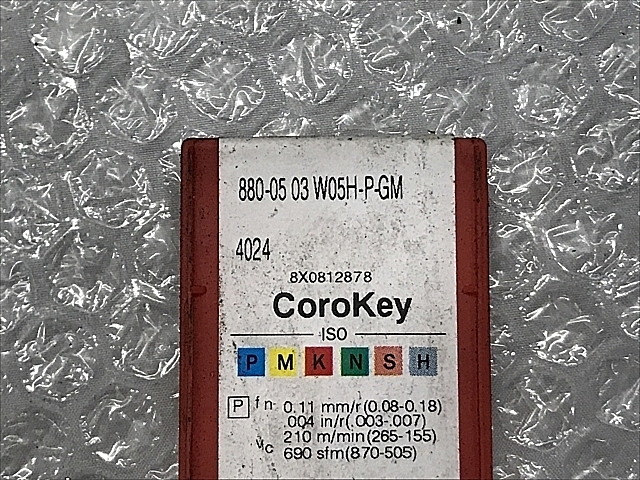 880-05 03 W05H-P-GM
4024
8X0812878
CoroKey
ISO
P M K N S H
P fn 0.11 mm/r(0.08-0.18)
.004 in/r(.003-.007)
vc 210 m/min(265-155)
690 sfm(870-505)